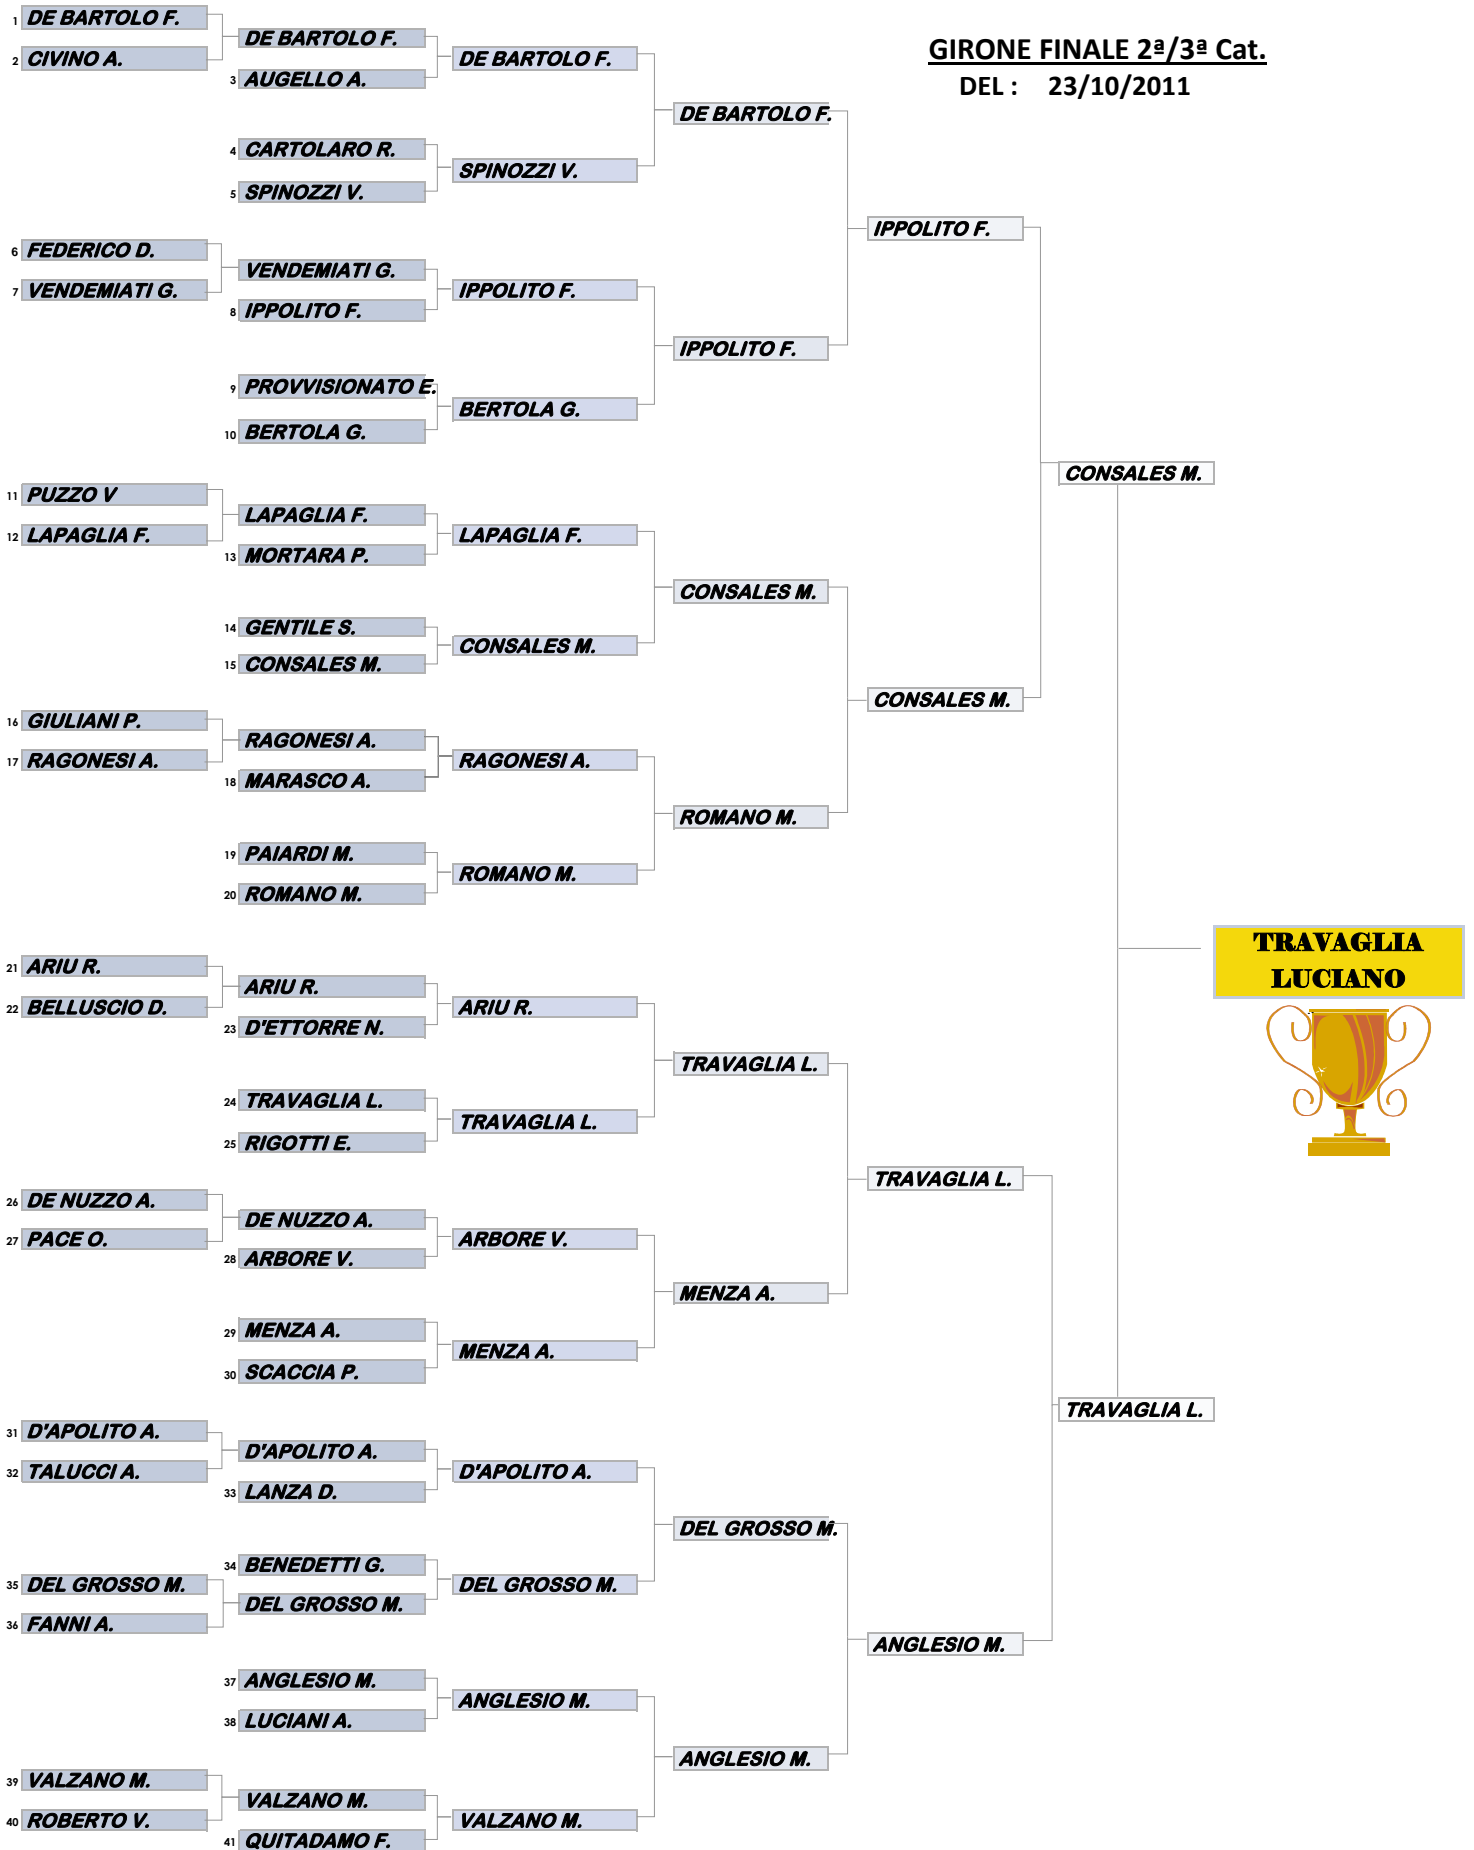 GIRONE FINALE 2ª/3ª Cat.
DEL : 23/10/2011
1 DE BARTOLO F.
2 CIVINO A.
DE BARTOLO F.
3 AUGELLO A.
DE BARTOLO F.
DE BARTOLO F.
4 CARTOLARO R.
5 SPINOZZI V.
SPINOZZI V.
IPPOLITO F.
6 FEDERICO D.
7 VENDEMIATI G.
VENDEMIATI G.
8 IPPOLITO F.
IPPOLITO F.
IPPOLITO F.
9 PROVVISIONATO E.
10 BERTOLA G.
BERTOLA G.
CONSALES M.
11 PUZZO V
12 LAPAGLIA F.
LAPAGLIA F.
13 MORTARA P.
LAPAGLIA F.
CONSALES M.
14 GENTILE S.
15 CONSALES M.
CONSALES M.
CONSALES M.
16 GIULIANI P.
17 RAGONESI A.
RAGONESI A.
18 MARASCO A.
RAGONESI A.
ROMANO M.
19 PAIARDI M.
20 ROMANO M.
ROMANO M.
TRAVAGLIA
LUCIANO
21 ARIU R.
22 BELLUSCIO D.
ARIU R.
23 D'ETTORRE N.
ARIU R.
TRAVAGLIA L.
24 TRAVAGLIA L.
25 RIGOTTI E.
TRAVAGLIA L.
TRAVAGLIA L.
26 DE NUZZO A.
27 PACE O.
DE NUZZO A.
28 ARBORE V.
ARBORE V.
MENZA A.
29 MENZA A.
30 SCACCIA P.
MENZA A.
TRAVAGLIA L.
31 D'APOLITO A.
32 TALUCCI A.
D'APOLITO A.
33 LANZA D.
D'APOLITO A.
DEL GROSSO M.
34 BENEDETTI G.
35 DEL GROSSO M.
36 FANNI A.
DEL GROSSO M.
DEL GROSSO M.
ANGLESIO M.
37 ANGLESIO M.
38 LUCIANI A.
ANGLESIO M.
ANGLESIO M.
39 VALZANO M.
40 ROBERTO V.
VALZANO M.
41 QUITADAMO F.
VALZANO M.